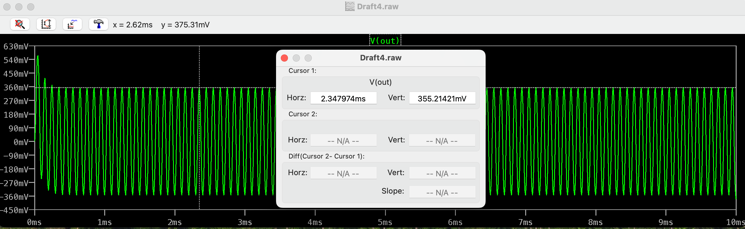 Draft4.raw
x = 2.62ms y = 375.31mV
V(out)
630mV
540mV
450mV
360mV
270mV
180mV
90mV
0mV
-90mV
-180mV
-270mV
-360mV
-450mV
0ms 1ms 2ms 3ms 4ms 5ms 6ms 7ms 8ms 9ms 10ms
Draft4.raw
Cursor 1:
V(out)
Horz: 2.347974ms Vert: 355.21421mV
Cursor 2:
Horz: -- N/A -- Vert: -- N/A --
Diff(Cursor 2- Cursor 1):
Horz: -- N/A -- Vert: -- N/A --
Slope: -- N/A --